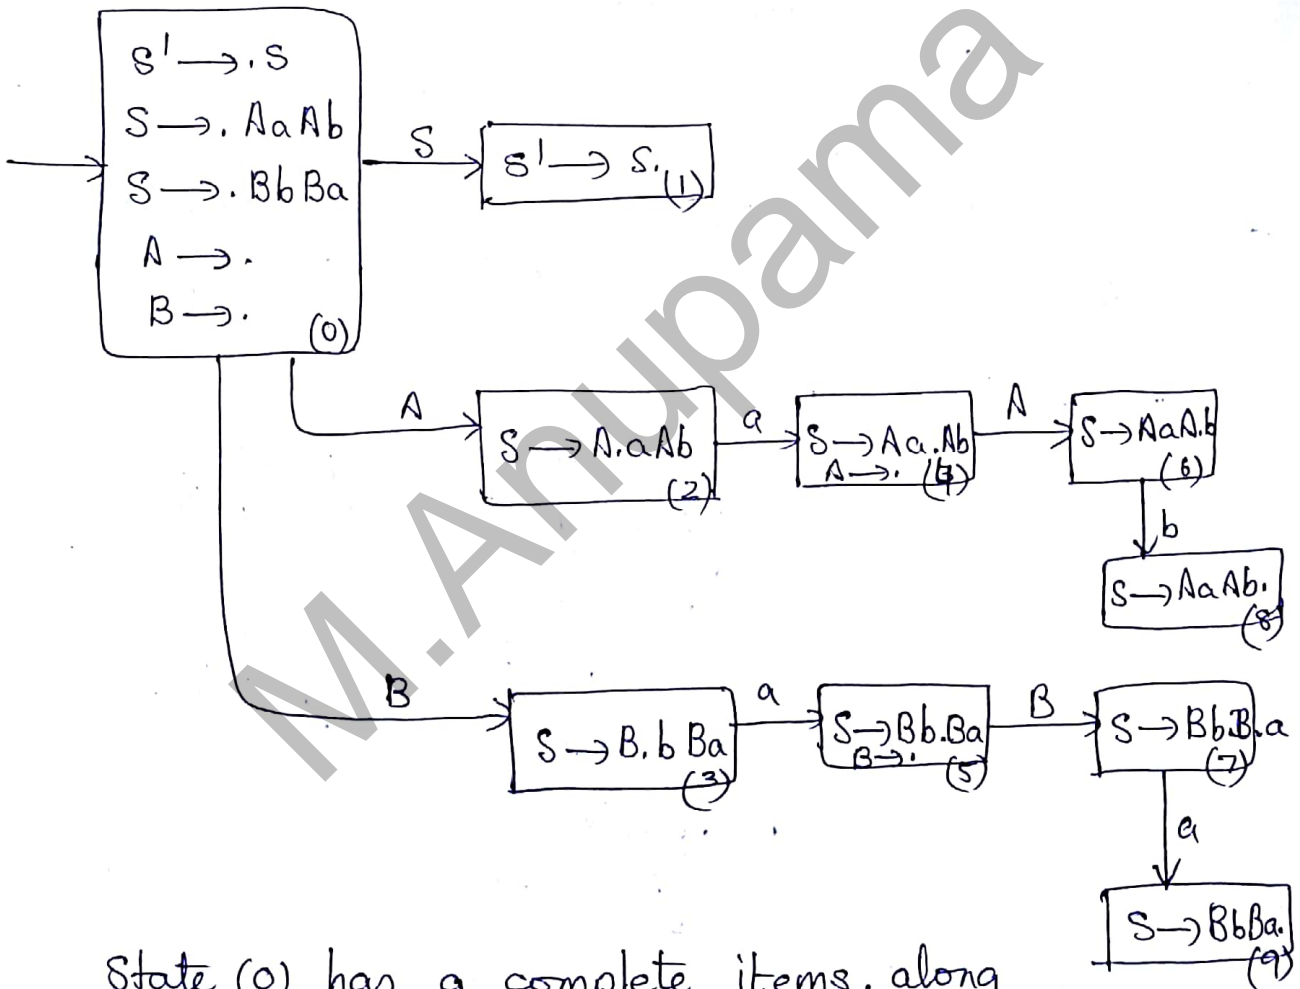 S' → . S
S → . AaAb
S → . BbBa
A → .
B → .
(0)
S
S' → S.
(1)
A
S → A.aAb
(2)
a
S → Aa.Ab
A → .
A
S → AaA.b
(6)
b
S → AaAb.
(8)
B
S → B.bBa
(3)
a
S → Bb.Ba
B → .
(5)
B
S → BbB.a
(7)
a
S → BbBa.
(9)
State (0) has a complete items. along
M.Anupama